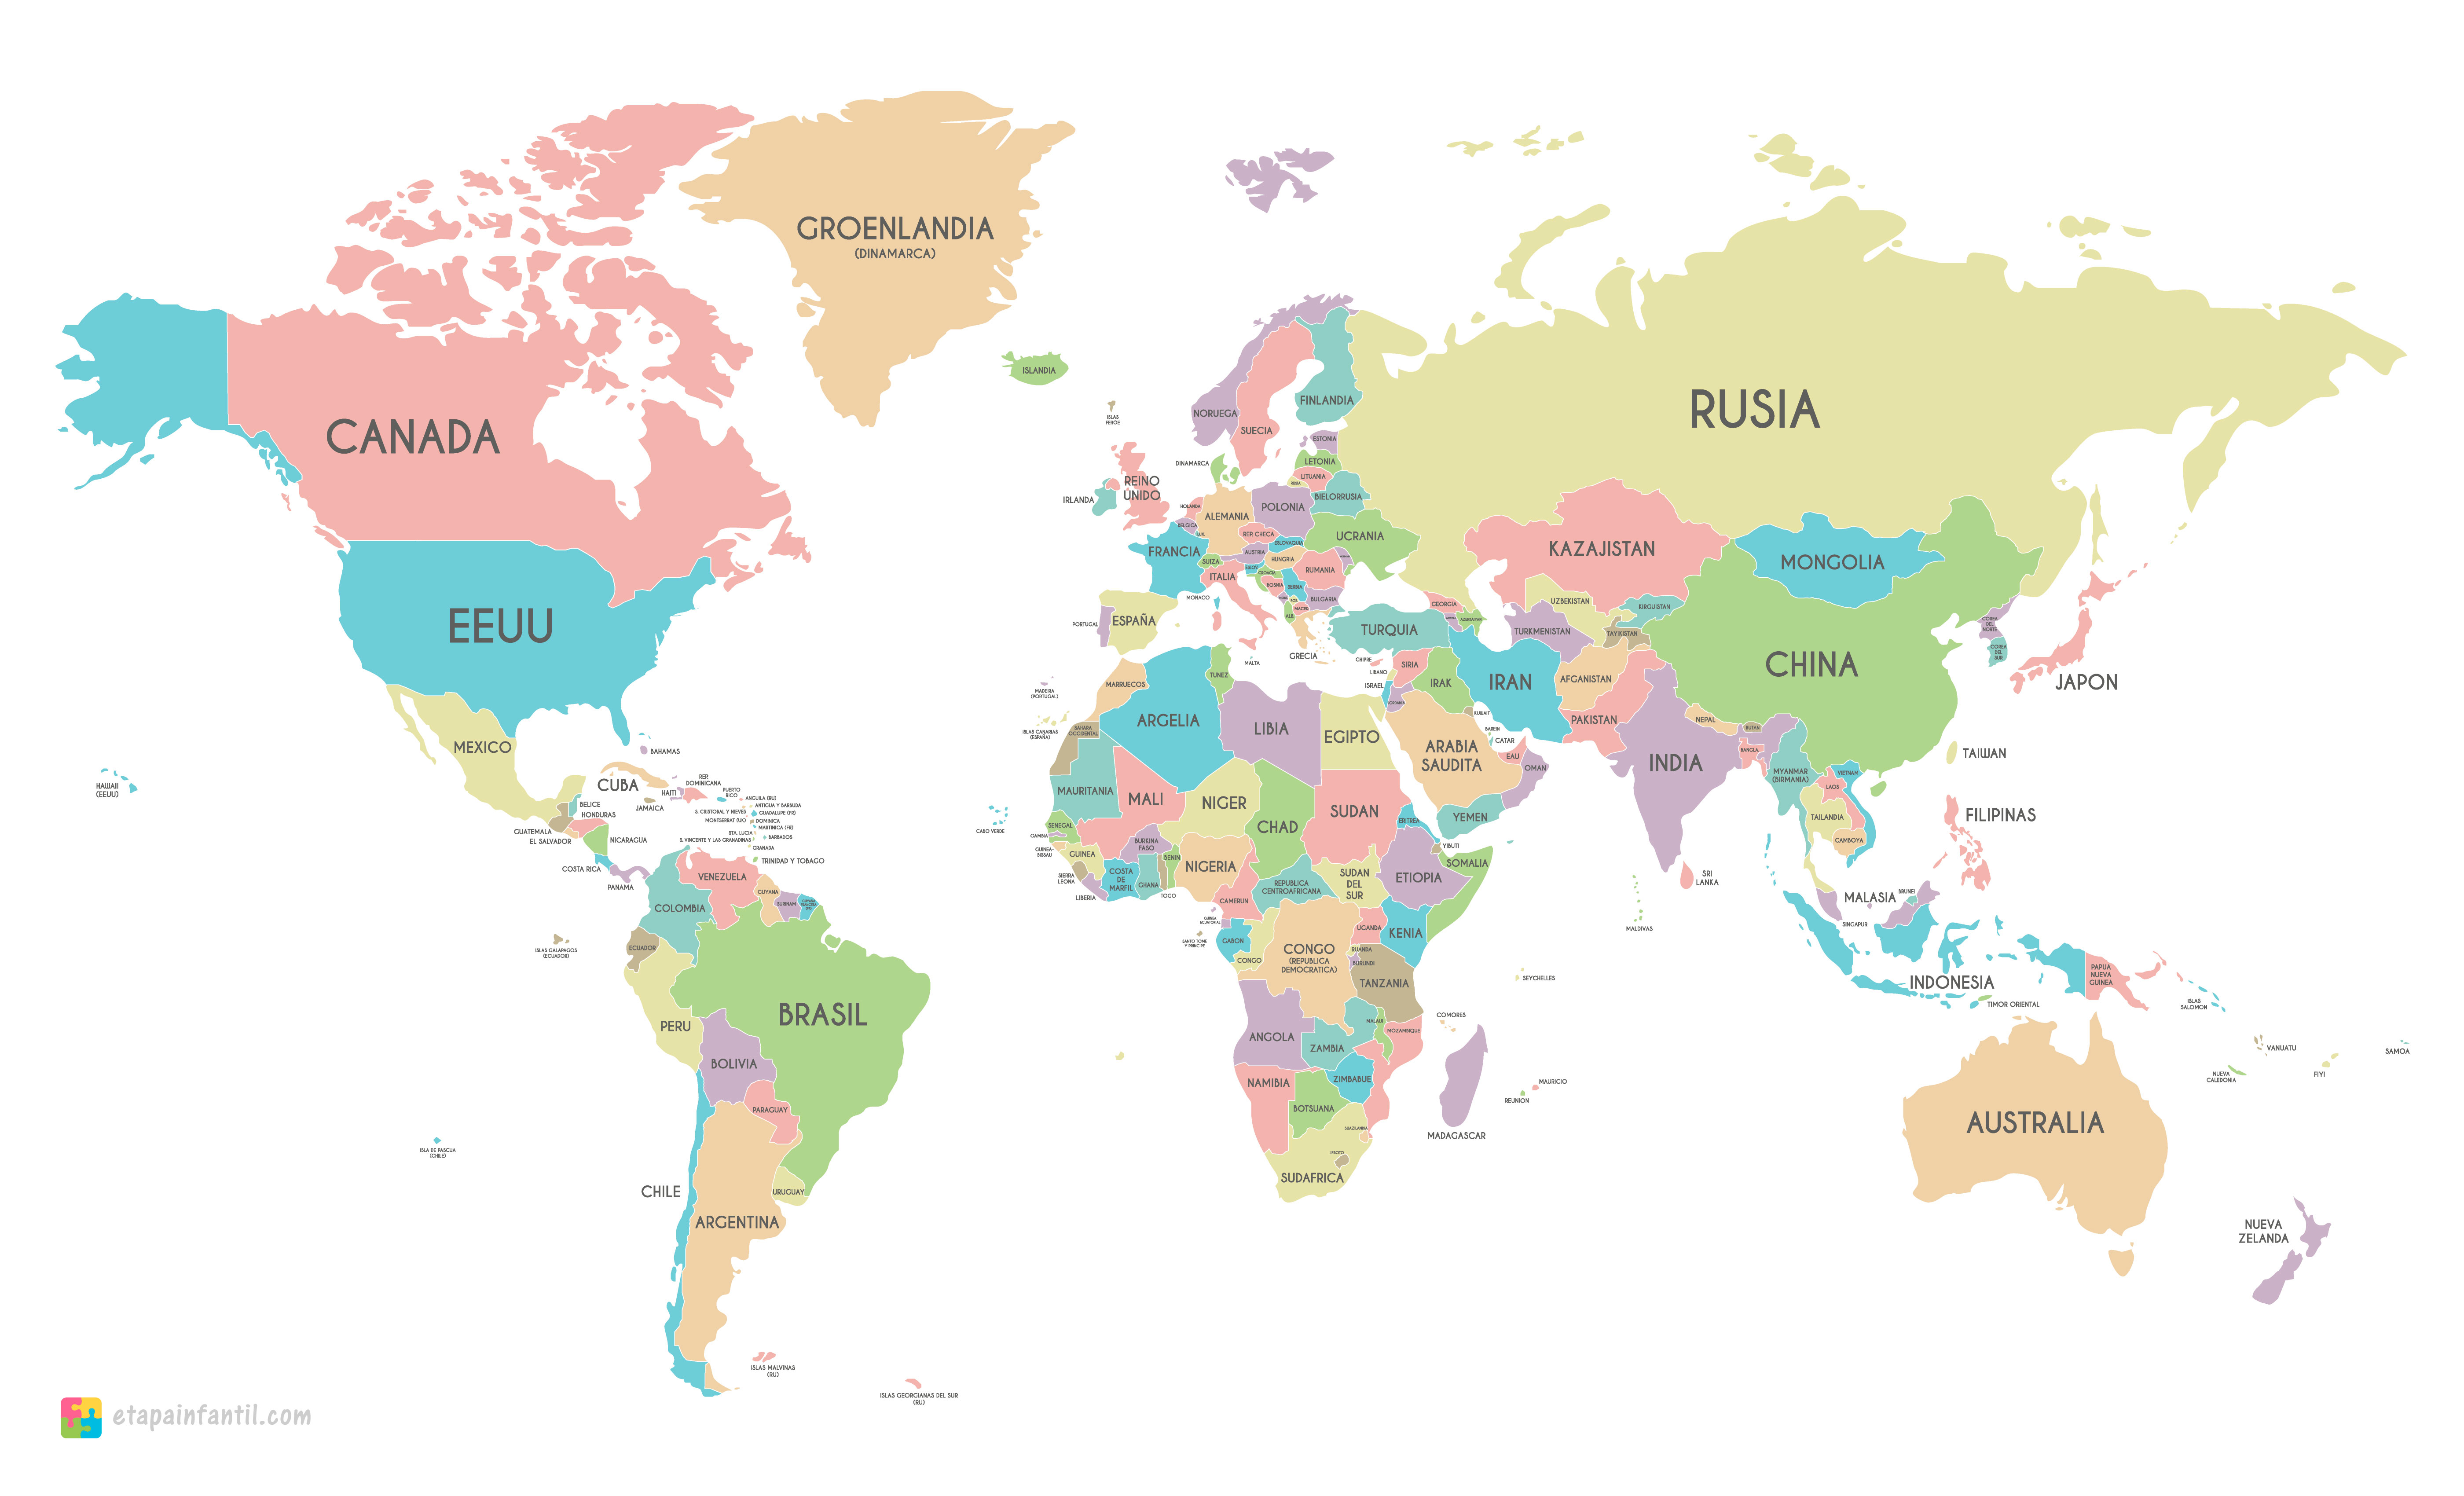 GROENLANDIA
(DINAMARCA)
CANADA
EEUU
MEXICO
HAWAII
(EEUU)
BAHAMAS
CUBA
JAMAICA
HAITI
REP.
DOMINICANA
PUERTO
RICO
ANGUILA (RU)
ANTIGUA Y BARBUDA
S. CRISTOBAL Y NIEVES
GUADALUPE (FR)
MONTSERRAT (UK)
DOMINICA
MARTINICA (FR)
STA. LUCIA
BARBADOS
S. VINCENTE Y LAS GRANADINAS
GRANADA
TRINIDAD Y TOBAGO
BELICE
HONDURAS
GUATEMALA
EL SALVADOR
NICARAGUA
COSTA RICA
PANAMA
VENEZUELA
GUYANA
SURINAM
COLOMBIA
ECUADOR
ISLAS GALAPAGOS
(ECUADOR)
BRASIL
PERU
BOLIVIA
PARAGUAY
ISLA DE PASCUA
(CHILE)
CHILE
URUGUAY
ARGENTINA
ISLAS MALVINAS
(RU)
ISLAS GEORGIANAS DEL SUR
(RU)
ISLANDIA
ISLAS
FEROE
NORUEGA
SUECIA
FINLANDIA
ESTONIA
LETONIA
LITUANIA
RUSIA
DINAMARCA
IRLANDA
REINO
UNIDO
HOLANDA
BELGICA
LUX.
ALEMANIA
POLONIA
BIELORRUSIA
UCRANIA
REP. CHECA
ESLOVAQUIA
FRANCIA
SUIZA
AUSTRIA
HUNGRIA
RUMANIA
ITALIA
CROACIA
BOSNIA
SERBIA
BULGARIA
MACED.
ALB.
MONACO
PORTUGAL
ESPAÑA
GRECIA
MALTA
TURQUIA
CHIPRE
GEORGIA
AZERBAIYAN
RUSIA
KAZAJISTAN
MONGOLIA
UZBEKISTAN
KIRGUISTAN
TURKMENISTAN
TAYIKISTAN
CHINA
COREA
DEL
NORTE
COREA
DEL
SUR
JAPON
SIRIA
LIBANO
ISRAEL
JORDANIA
IRAK
IRAN
KUWAIT
BAREIN
CATAR
EAU
OMAN
ARABIA
SAUDITA
YEMEN
AFGANISTAN
PAKISTAN
INDIA
NEPAL
BUTAN
BANGLA.
MYANMAR
(BIRMANIA)
VIETNAM
LAOS
TAILANDIA
CAMBOYA
TAIWAN
FILIPINAS
SRI
LANKA
MALDIVAS
MALASIA
BRUNEI
SINGAPUR
INDONESIA
TIMOR ORIENTAL
PAPUA
NUEVA
GUINEA
ISLAS
SALOMON
MADEIRA
(PORTUGAL)
ISLAS CANARIAS
(ESPAÑA)
MARRUECOS
SAHARA
OCCIDENTAL
ARGELIA
TUNEZ
LIBIA
EGIPTO
MAURITANIA
MALI
NIGER
CHAD
SUDAN
ERITREA
YIBUTI
CABO VERDE
SENEGAL
GAMBIA
GUINEA-
BISSAU
GUINEA
SIERRA
LEONA
LIBERIA
COSTA
DE
MARFIL
BURKINA
FASO
GHANA
TOGO
BENIN
NIGERIA
CAMERUN
REPUBLICA
CENTROAFRICANA
SUDAN
DEL
SUR
ETIOPIA
SOMALIA
GUINEA
ECUATORIAL
SANTO TOME
Y PRINCIPE
GABON
CONGO
CONGO
(REPUBLICA
DEMOCRATICA)
UGANDA
KENIA
RUANDA
BURUNDI
TANZANIA
SEYCHELLES
COMORES
ANGOLA
ZAMBIA
MALAUI
MOZAMBIQUE
ZIMBABUE
NAMIBIA
BOTSUANA
SUAZILANDIA
LESOTO
SUDAFRICA
MADAGASCAR
MAURICIO
REUNION
AUSTRALIA
VANUATU
FIYI
SAMOA
NUEVA
CALEDONIA
NUEVA
ZELANDA
etapainfantil.com